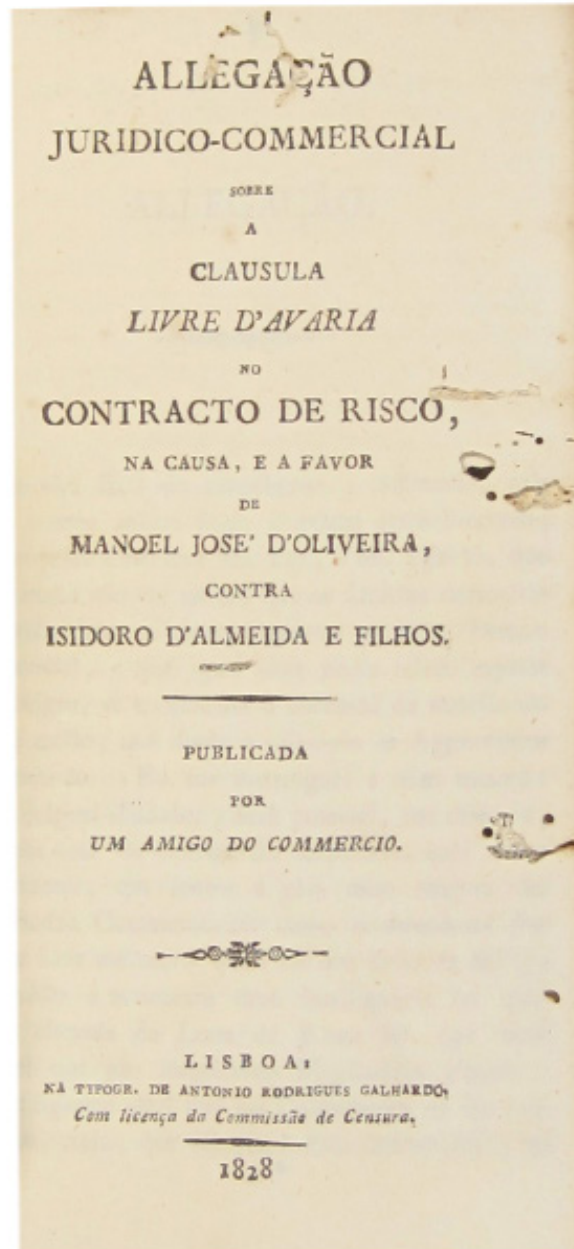 ALLEGAÇÃO
JURIDICO-COMMERCIAL
SOBRE
A
CLAUSULA
LIVRE D'AVARIA
NO
CONTRACTO DE RISCO,
NA CAUSA, E A FAVOR
DE
MANOEL JOSE' D'OLIVEIRA,
CONTRA
ISIDORO D'ALMEIDA E FILHOS.
PUBLICADA
POR
UM AMIGO DO COMMERCIO.
LISBOA:
NA TIPOGR. DE ANTONIO RODRIGUES GALHARDO,
Com licença da Commissão de Censura.
1828